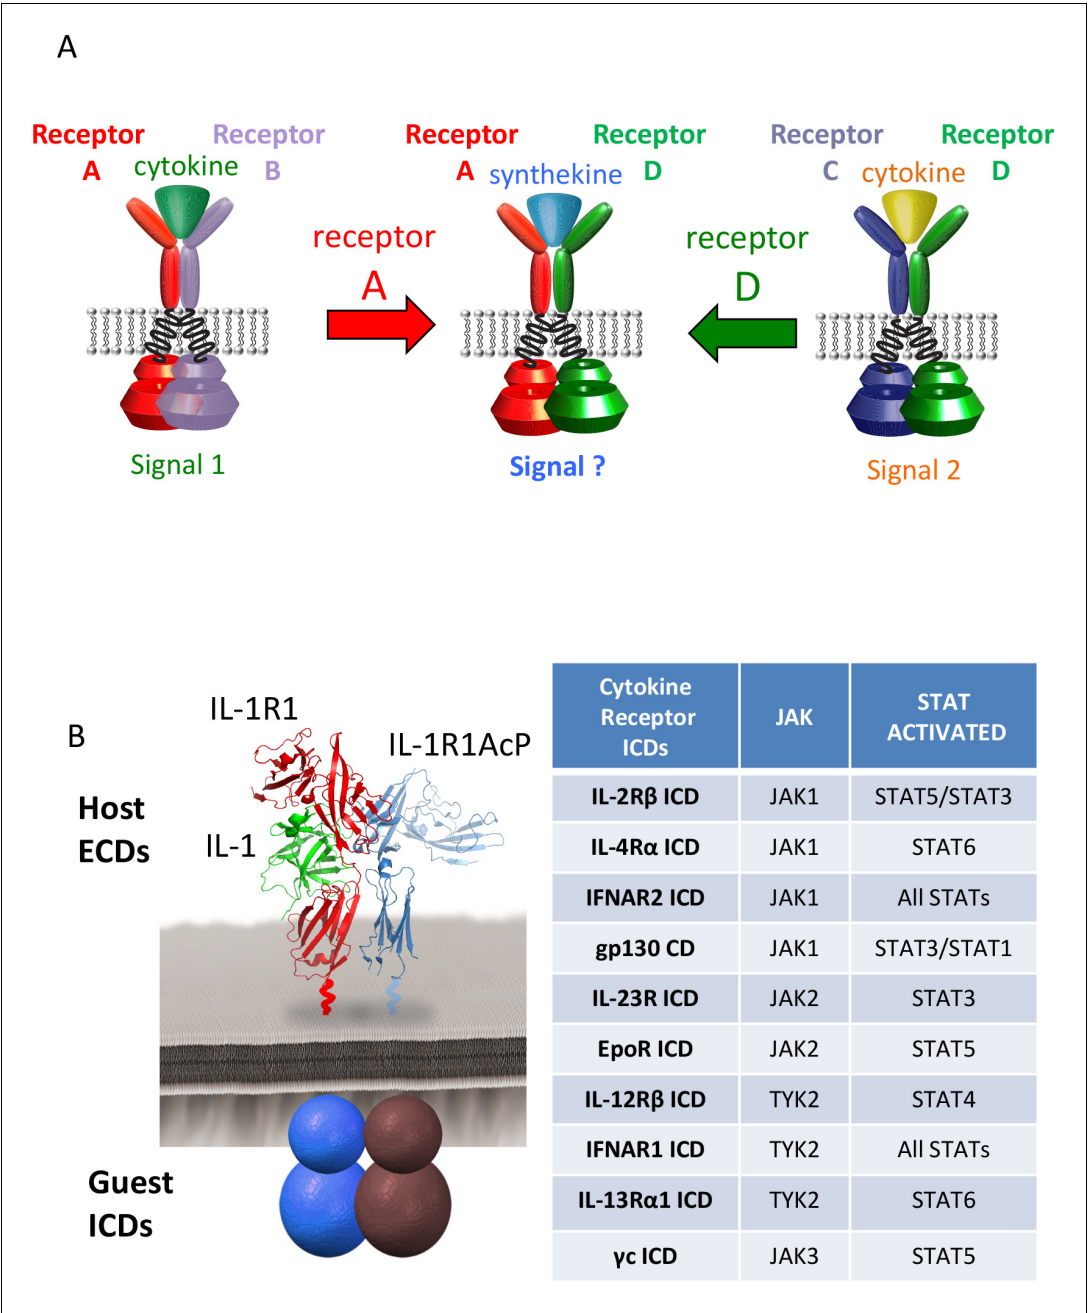 A
Receptor
A
cytokine
Receptor
B
Receptor
A
synthekine
Receptor
D
Receptor
C
cytokine
Receptor
D
receptor
A
receptor
D
Signal 1
Signal ?
Signal 2
B
IL-1R1
IL-1R1AcP
Host
ECDs
IL-1
Guest
ICDs
Cytokine
Receptor
ICDs
JAK
STAT
ACTIVATED
IL-2Rβ ICD JAK1 STAT5/STAT3
IL-4Rα ICD JAK1 STAT6
IFNAR2 ICD JAK1 All STATs
gp130 CD JAK1 STAT3/STAT1
IL-23R ICD JAK2 STAT3
EpoR ICD JAK2 STAT5
IL-12Rβ ICD TYK2 STAT4
IFNAR1 ICD TYK2 All STATs
IL-13Rα1 ICD TYK2 STAT6
γc ICD JAK3 STAT5